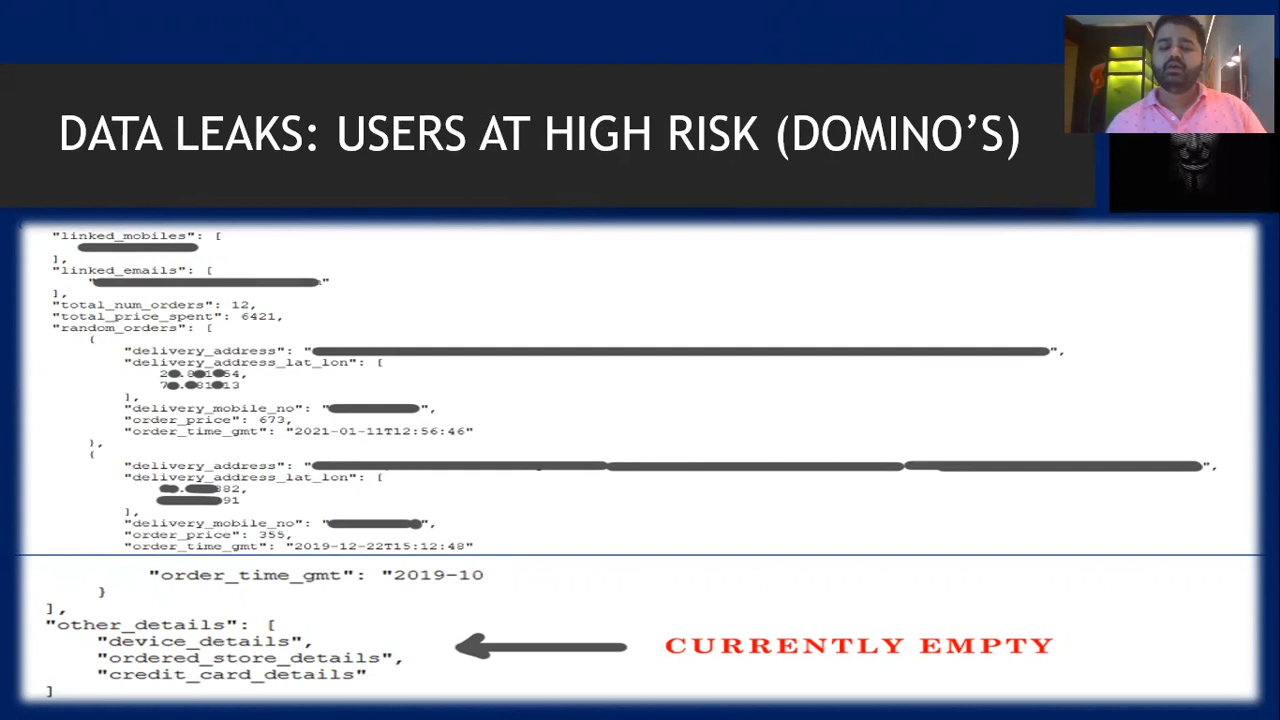 DATA LEAKS: USERS AT HIGH RISK (DOMINO'S)
"linked_mobiles": [
],
"linked_emails": [
"
"
],
"total_num_orders": 12,
"total_price_spent": 6421,
"random_orders": [
{
"delivery_address": "
",
"delivery_address_lat_lon": [
],
"delivery_mobile_no": "
",
"order_price": 673,
"order_time_gmt": "2021-01-11T12:56:46"
},
{
"delivery_address": "
",
"delivery_address_lat_lon": [
82,
91
],
"delivery_mobile_no": "
",
"order_price": 355,
"order_time_gmt": "2019-12-22T15:12:48"
"order_time_gmt": "2019-10
}
],
"other_details": [
"device_details",
"ordered_store_details",
"credit_card_details"
]
CURRENTLY EMPTY